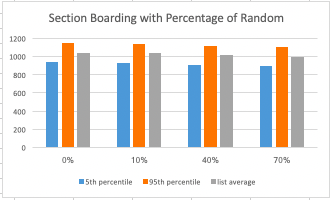 Section Boarding with Percentage of Random
1200
1000
800
600
400
200
0
0% 10% 40% 70%
5th percentile 95th percentile list average